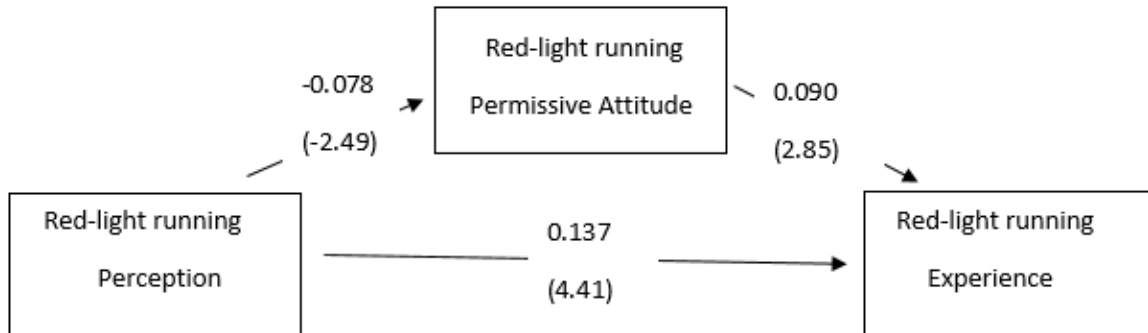 Red-light running
Permissive Attitude
-0.078
(-2.49)
0.090
(2.85)
Red-light running
Perception
0.137
(4.41)
Red-light running
Experience